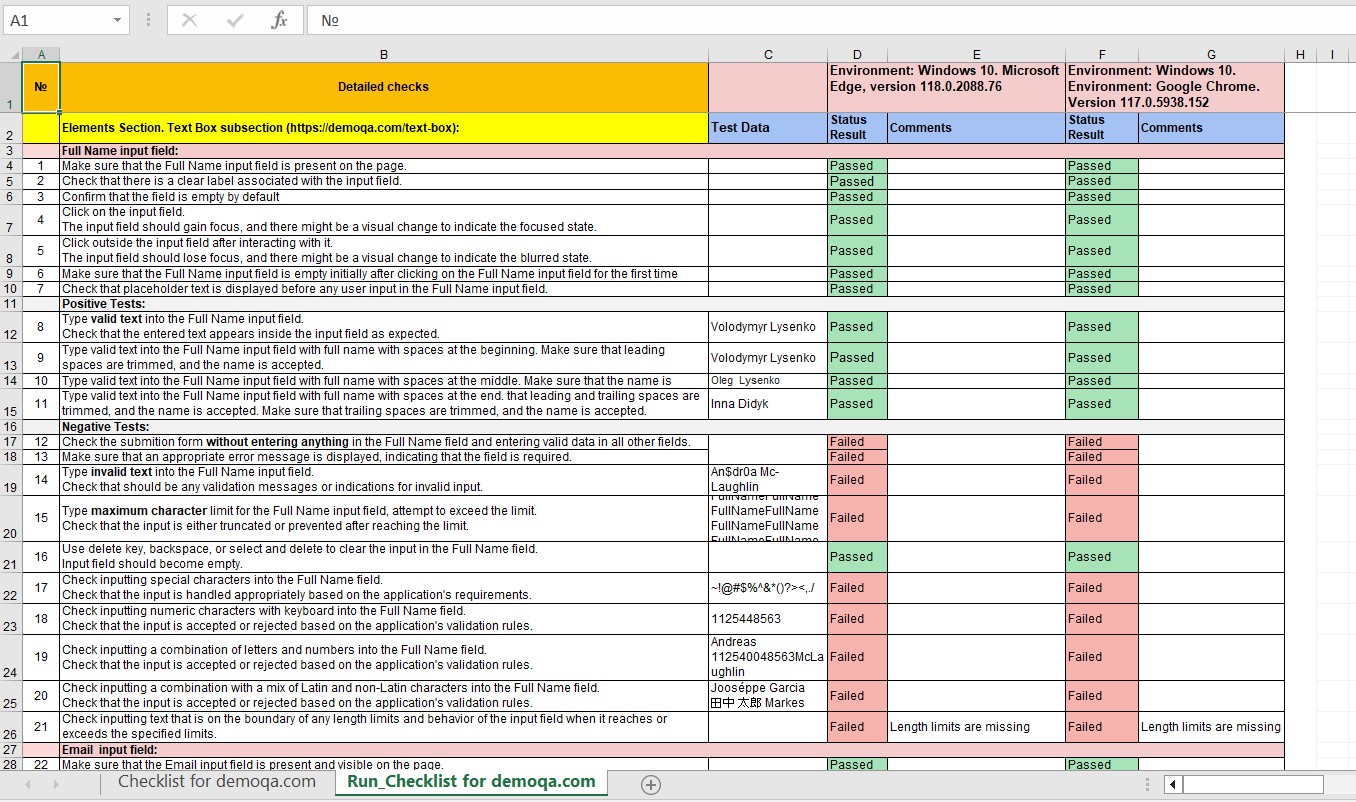 A1 fx №
A B C D E F G H I
1 № Detailed checks Environment: Windows 10. Microsoft Edge, version 118.0.2088.76 Environment: Windows 10. Environment: Google Chrome. Version 117.0.5938.152
2 Elements Section. Text Box subsection (https://demoqa.com/text-box): Test Data Status Result Comments Status Result Comments
3 Full Name input field:
4 1 Make sure that the Full Name input field is present on the page. Passed Passed
5 2 Check that there is a clear label associated with the input field. Passed Passed
6 3 Confirm that the field is empty by default Passed Passed
7 4 Click on the input field.
The input field should gain focus, and there might be a visual change to indicate the focused state. Passed Passed
8 5 Click outside the input field after interacting with it.
The input field should lose focus, and there might be a visual change to indicate the blurred state. Passed Passed
9 6 Make sure that the Full Name input field is empty initially after clicking on the Full Name input field for the first time Passed Passed
10 7 Check that placeholder text is displayed before any user input in the Full Name input field. Passed Passed
11 Positive Tests:
12 8 Type valid text into the Full Name input field.
Check that the entered text appears inside the input field as expected. Volodymyr Lysenko Passed Passed
13 9 Type valid text into the Full Name input field with full name with spaces at the beginning. Make sure that leading
spaces are trimmed, and the name is accepted. Volodymyr Lysenko Passed Passed
14 10 Type valid text into the Full Name input field with full name with spaces at the middle. Make sure that the name is Oleg  Lysenko Passed Passed
15 11 Type valid text into the Full Name input field with full name with spaces at the end. that leading and trailing spaces are
trimmed, and the name is accepted. Make sure that trailing spaces are trimmed, and the name is accepted. Inna Didyk Passed Passed
16 Negative Tests:
17 12 Check the submition form without entering anything in the Full Name field and entering valid data in all other fields. Failed Failed
18 13 Make sure that an appropriate error message is displayed, indicating that the field is required. Failed Failed
19 14 Type invalid text into the Full Name input field.
Check that should be any validation messages or indications for invalid input. An$dr0a Mc-Laughlin Failed Failed
20 15 Type maximum character limit for the Full Name input field, attempt to exceed the limit.
Check that the input is either truncated or prevented after reaching the limit. FullNameFullName
FullNameFullName
FullNameFullName
FullNameFullName Failed Failed
21 16 Use delete key, backspace, or select and delete to clear the input in the Full Name field.
Input field should become empty. Passed Passed
22 17 Check inputting special characters into the Full Name field.
Check that the input is handled appropriately based on the application's requirements. ~!@#$%^&*()?><,./ Failed Failed
23 18 Check inputting numeric characters with keyboard into the Full Name field.
Check that the input is accepted or rejected based on the application's validation rules. 1125448563 Failed Failed
24 19 Check inputting a combination of letters and numbers into the Full Name field.
Check that the input is accepted or rejected based on the application's validation rules. Andreas
112540048563McLa
ughlin Failed Failed
25 20 Check inputting a combination with a mix of Latin and non-Latin characters into the Full Name field.
Check that the input is accepted or rejected based on the application's validation rules. Jooséppe Garcia
田中 太郎 Markes Failed Failed
26 21 Check inputting text that is on the boundary of any length limits and behavior of the input field when it reaches or
exceeds the specified limits. Failed Length limits are missing Failed Length limits are missing
27 Email  input field:
28 22 Make sure that the Email input field is present and visible on the page. Passed Passed
Checklist for demoqa.com Run_Checklist for demoqa.com